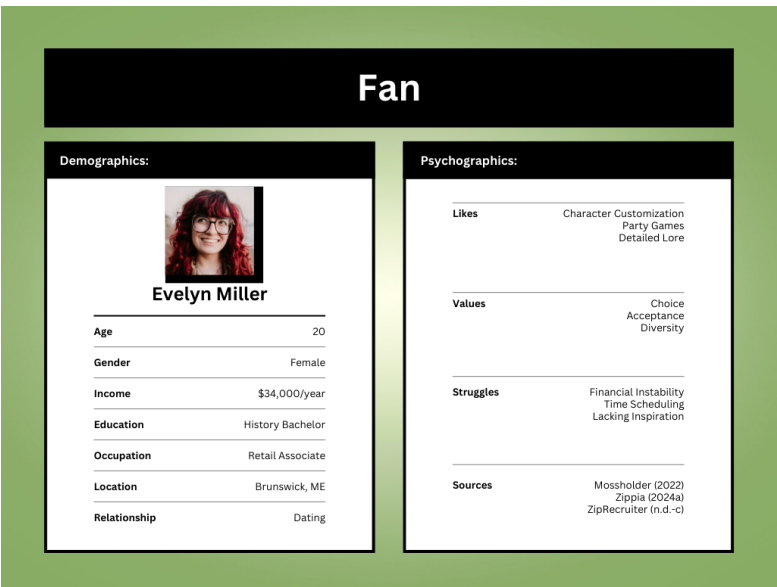 Fan
Demographics:
Evelyn Miller
Age 20
Gender Female
Income $34,000/year
Education History Bachelor
Occupation Retail Associate
Location Brunswick, ME
Relationship Dating
Psychographics:
Likes Character Customization
Party Games
Detailed Lore
Values Choice
Acceptance
Diversity
Struggles Financial Instability
Time Scheduling
Lacking Inspiration
Sources Mossholder (2022)
Zippia (2024a)
ZipRecruiter (n.d.-c)